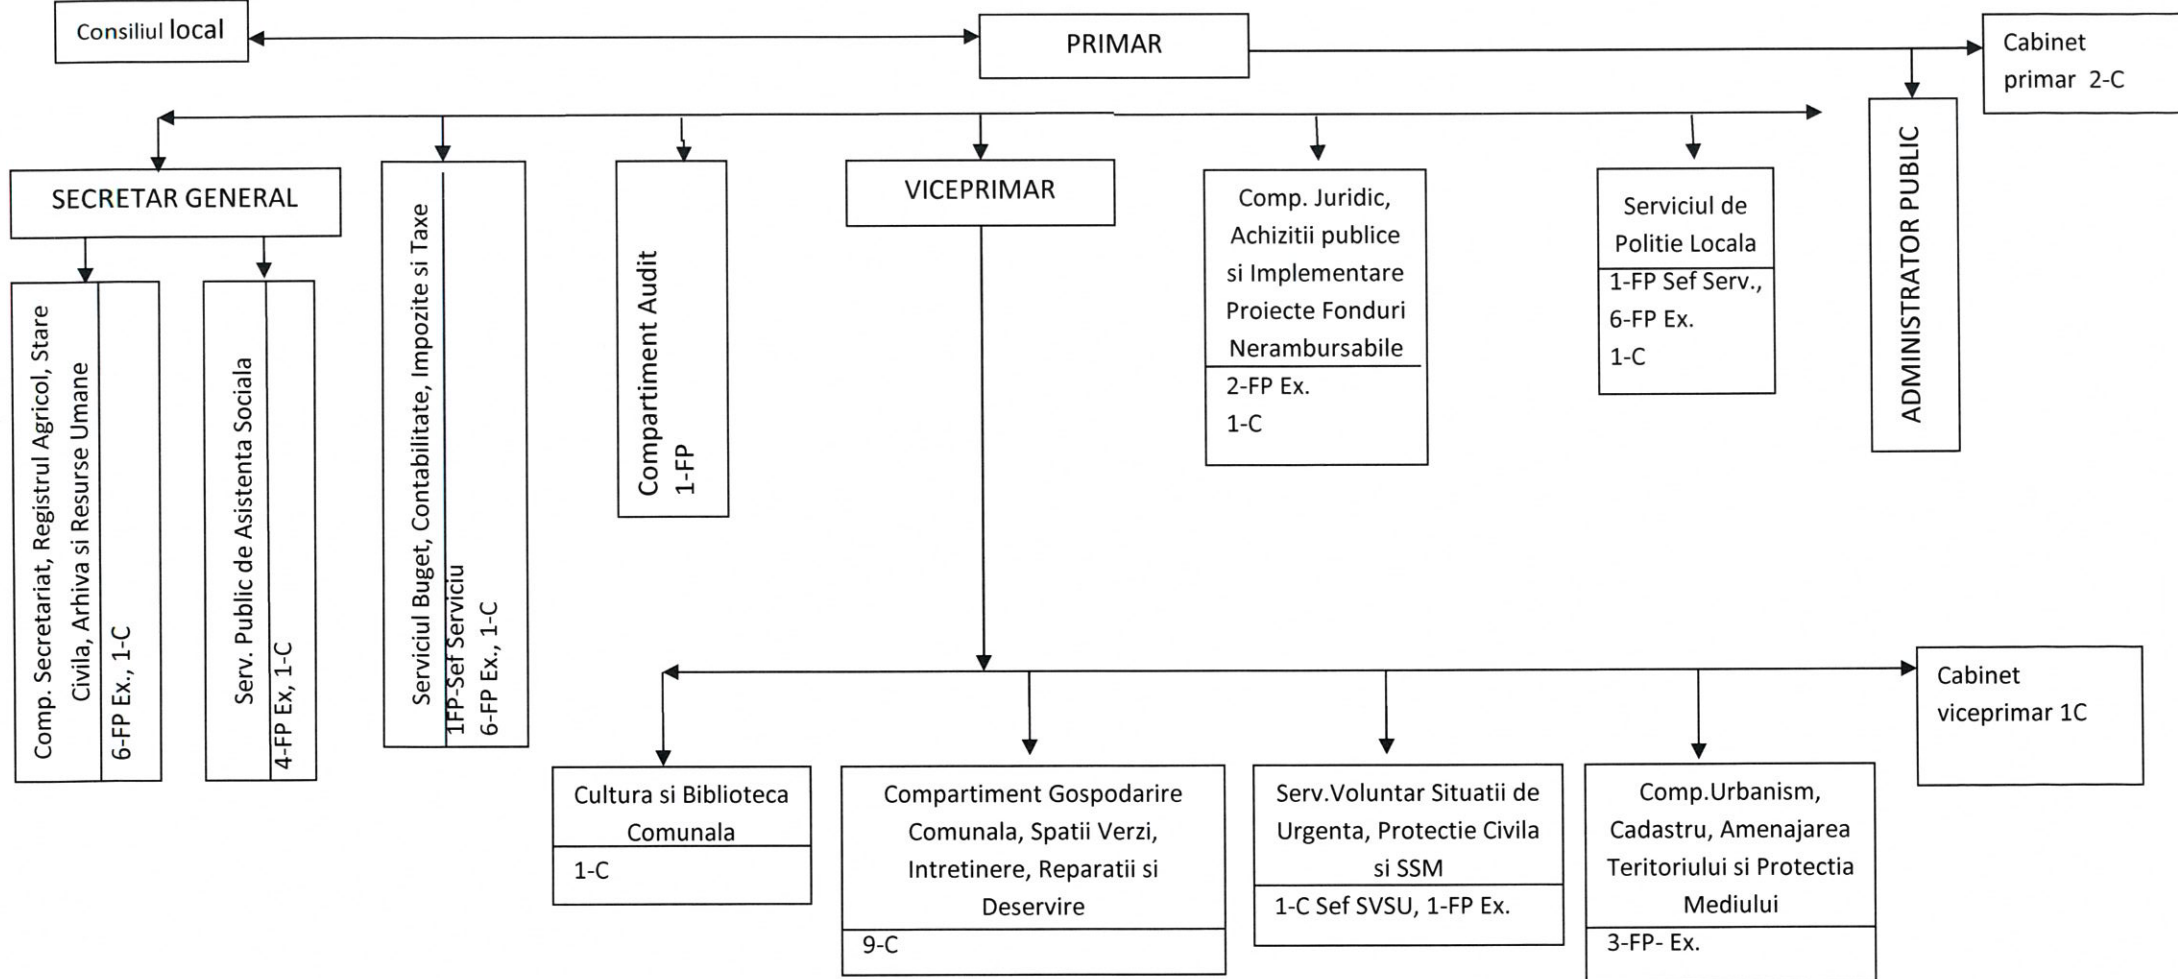 Consiliul local
PRIMAR
Cabinet
primar 2-C
SECRETAR GENERAL
Comp. Secretariat, Registrul Agricol, Stare
Civila, Arhiva si Resurse Umane
6-FP Ex., 1-C
Serv. Public de Asistenta Sociala
4-FP Ex, 1-C
Serviciul Buget, Contabilitate, Impozite si Taxe
1FP-Sef Serviciu
6-FP Ex., 1-C
Compartiment Audit
1-FP
VICEPRIMAR
Comp. Juridic,
Achizitii publice
si Implementare
Proiecte Fonduri
Nerambursabile
2-FP Ex.
1-C
Serviciul de
Politie Locala
1-FP Sef Serv.,
6-FP Ex.
1-C
ADMINISTRATOR PUBLIC
Cultura si Biblioteca
Comunala
1-C
Compartiment Gospodarire
Comunala, Spatii Verzi,
Intretinere, Reparatii si
Deservire
9-C
Serv.Voluntar Situatii de
Urgenta, Protectie Civila
si SSM
1-C Sef SVSU, 1-FP Ex.
Comp.Urbanism,
Cadastru, Amenajarea
Teritoriului si Protectia
Mediului
3-FP- Ex.
Cabinet
viceprimar 1C